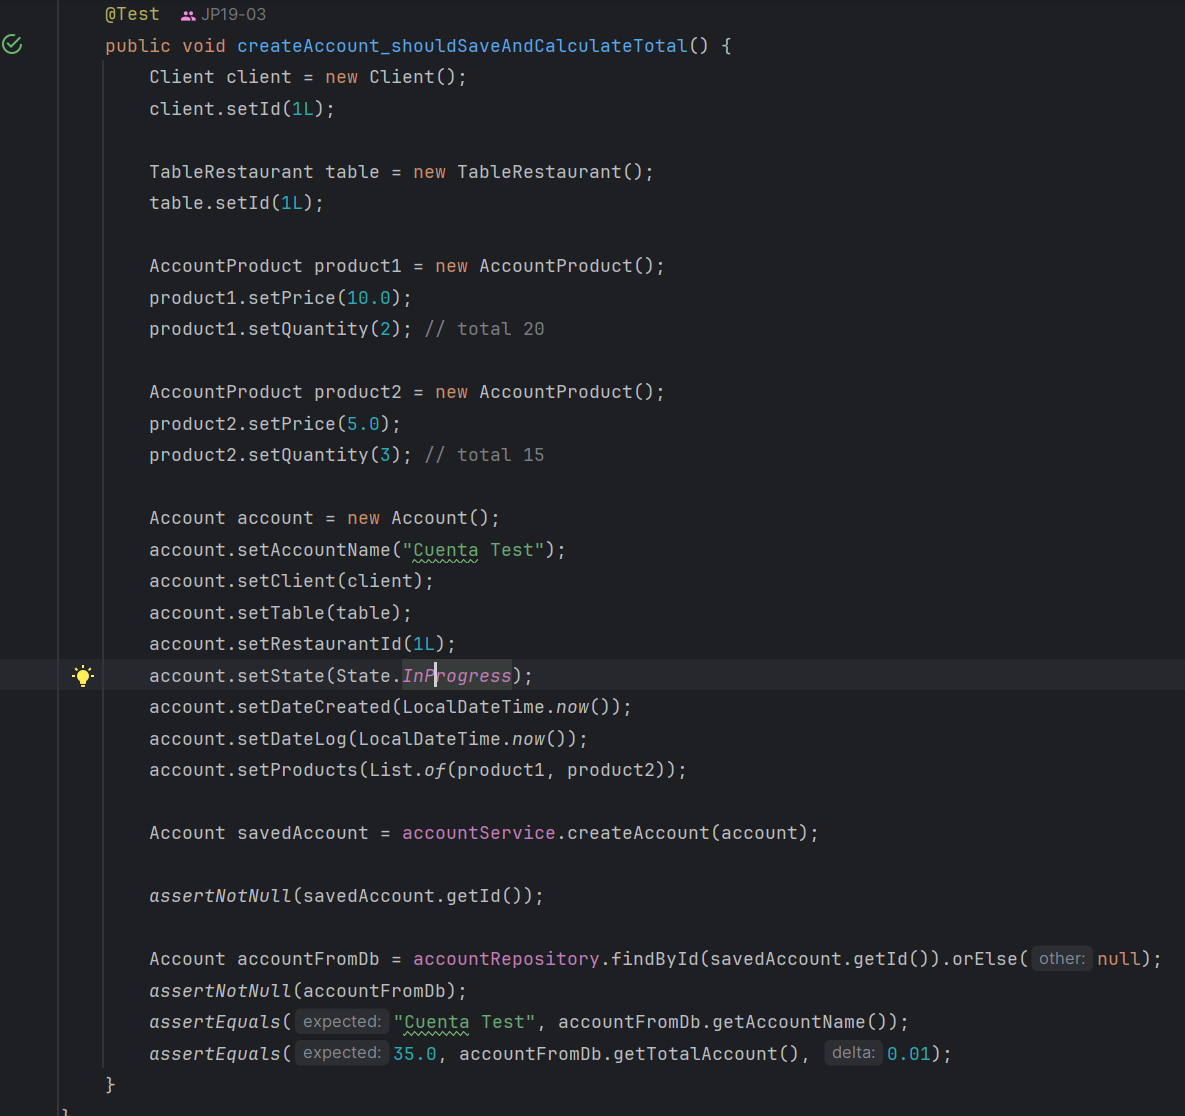 @Test JP19-03
public void createAccount_shouldSaveAndCalculateTotal() {
Client client = new Client();
client.setId(1L);
TableRestaurant table = new TableRestaurant();
table.setId(1L);
AccountProduct product1 = new AccountProduct();
product1.setPrice(10.0);
product1.setQuantity(2); // total 20
AccountProduct product2 = new AccountProduct();
product2.setPrice(5.0);
product2.setQuantity(3); // total 15
Account account = new Account();
account.setAccountName("Cuenta Test");
account.setClient(client);
account.setTable(table);
account.setRestaurantId(1L);
account.setState(State.InProgress);
account.setDateCreated(LocalDateTime.now());
account.setDateLog(LocalDateTime.now());
account.setProducts(List.of(product1, product2));
Account savedAccount = accountService.createAccount(account);
assertNotNull(savedAccount.getId());
Account accountFromDb = accountRepository.findById(savedAccount.getId()).orElse( other: null);
assertNotNull(accountFromDb);
assertEquals( expected: "Cuenta Test", accountFromDb.getAccountName());
assertEquals( expected: 35.0, accountFromDb.getTotalAccount(), delta: 0.01);
}
}